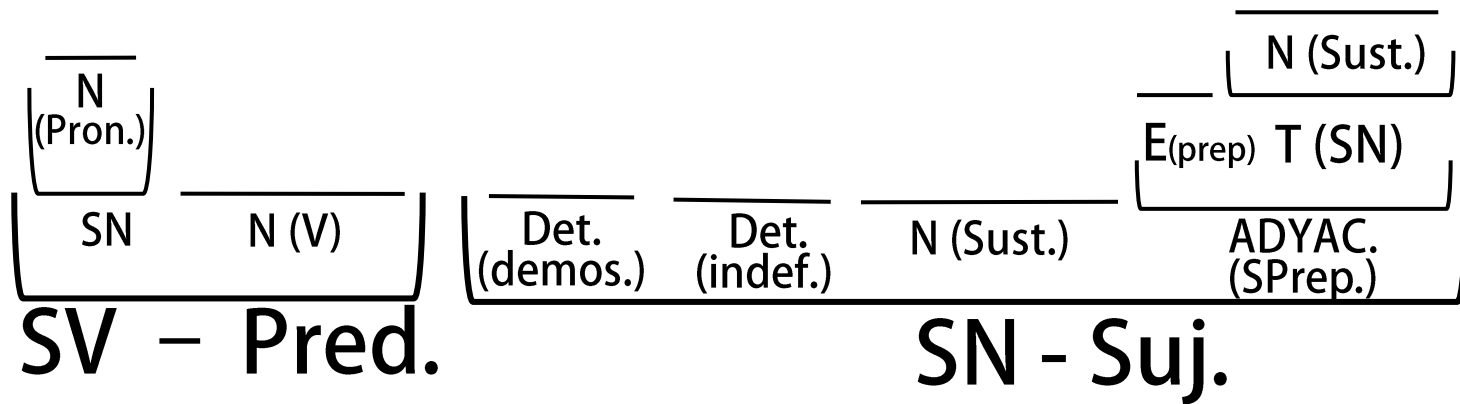 N (Sust.)
N
(Pron.)
E(prep) T (SN)
SN N (V) Det. (demos.) Det. (indef.) N (Sust.) ADYAC. (SPrep.)
SV – Pred. SN - Suj.